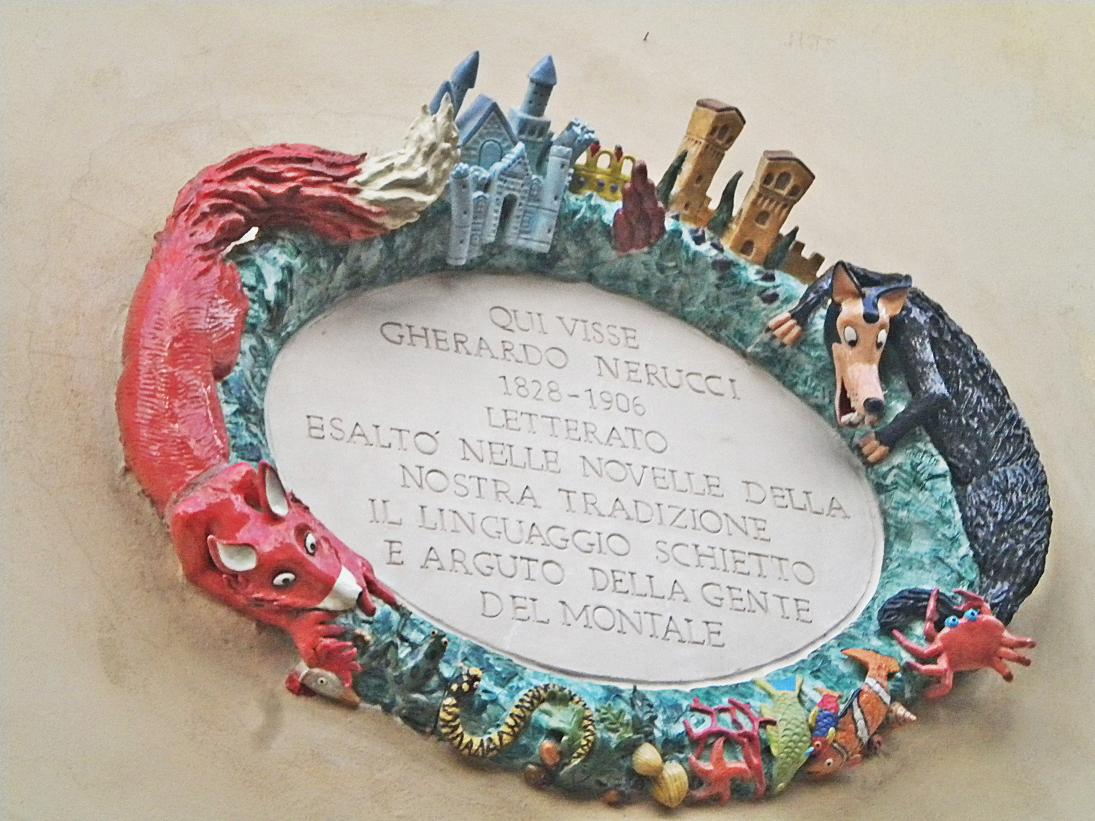 QUI VISSE
GHERARDO NERUCCI
1828-1906
LETTERATO
ESALTÓ NELLE NOVELLE DELLA
NOSTRA TRADIZIONE
IL LINGUAGGIO SCHIETTO
E ARGUTO DELLA GENTE
DEL MONTALE